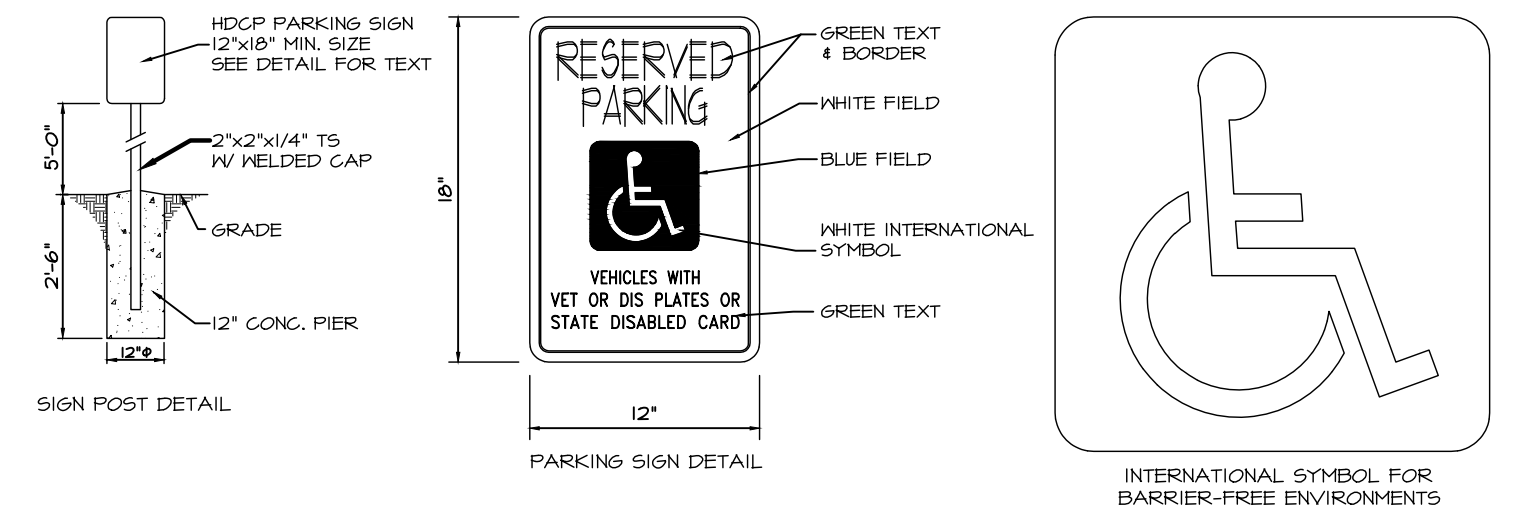 HDCP PARKING SIGN
12"x18" MIN. SIZE
SEE DETAIL FOR TEXT
5'-0"
2"x2"x1/4" TS
W/ WELDED CAP
GRADE
2'-6"
12" CONC. PIER
12"Φ
SIGN POST DETAIL
RESERVED
PARKING
VEHICLES WITH
VET OR DIS PLATES OR
STATE DISABLED CARD
18"
12"
GREEN TEXT
& BORDER
WHITE FIELD
BLUE FIELD
WHITE INTERNATIONAL
SYMBOL
GREEN TEXT
PARKING SIGN DETAIL
INTERNATIONAL SYMBOL FOR
BARRIER-FREE ENVIRONMENTS